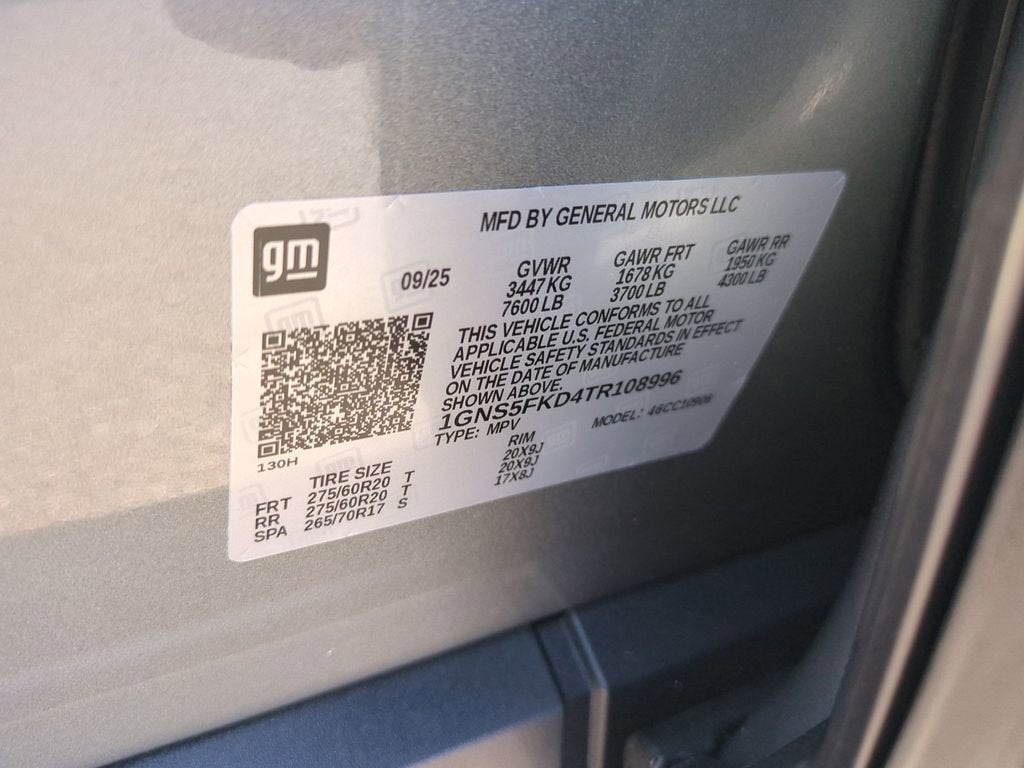 gm
MFD BY GENERAL MOTORS LLC
09/25
GVWR
3447 KG
7600 LB
GAWR FRT
1678 KG
3700 LB
GAWR RR
1950 KG
4300 LB
THIS VEHICLE CONFORMS TO ALL
APPLICABLE U.S. FEDERAL MOTOR
VEHICLE SAFETY STANDARDS IN EFFECT
ON THE DATE OF MANUFACTURE
SHOWN ABOVE.
1GNS5FKD4TR108996
TYPE: MPV
MODEL: 46CC10906
130H
TIRE SIZE
RIM
FRT 275/60R20 T 20X9J
RR 275/60R20 T 20X9J
SPA 265/70R17 S 17X8J